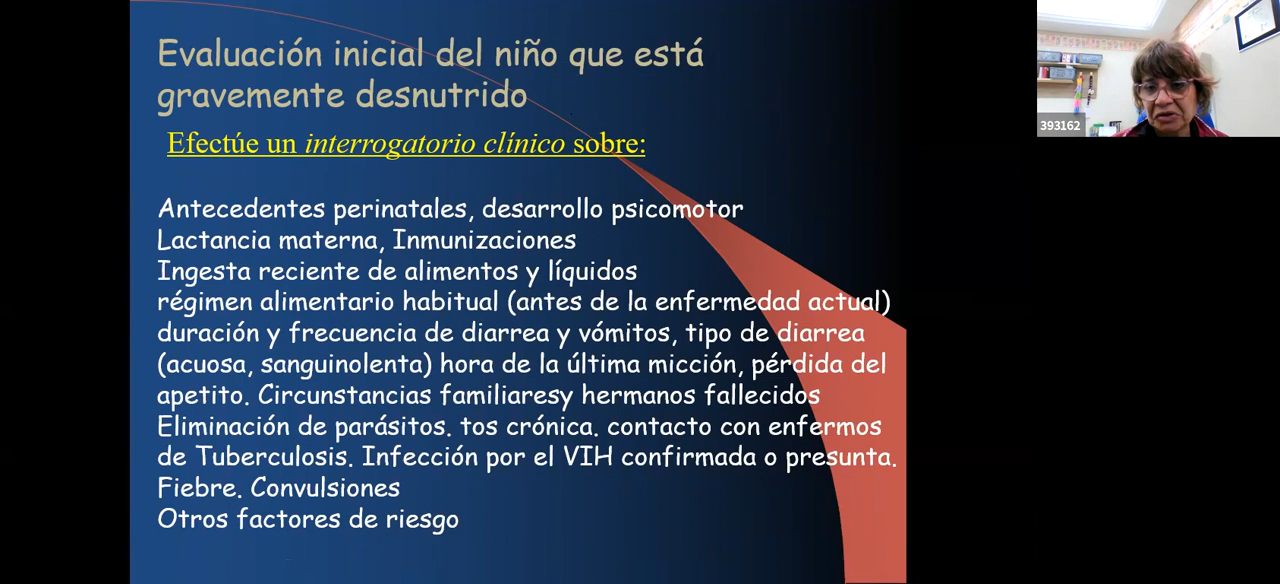 Evaluación inicial del niño que está
gravemente desnutrido
Efectúe un interrogatorio clínico sobre:
Antecedentes perinatales, desarrollo psicomotor
Lactancia materna, Inmunizaciones
Ingesta reciente de alimentos y líquidos
régimen alimentario habitual (antes de la enfermedad actual)
duración y frecuencia de diarrea y vómitos, tipo de diarrea
(acuosa, sanguinolenta) hora de la última micción, pérdida del
apetito. Circunstancias familiaresy hermanos fallecidos
Eliminación de parásitos. tos crónica. contacto con enfermos
de Tuberculosis. Infección por el VIH confirmada o presunta.
Fiebre. Convulsiones
Otros factores de riesgo
393162